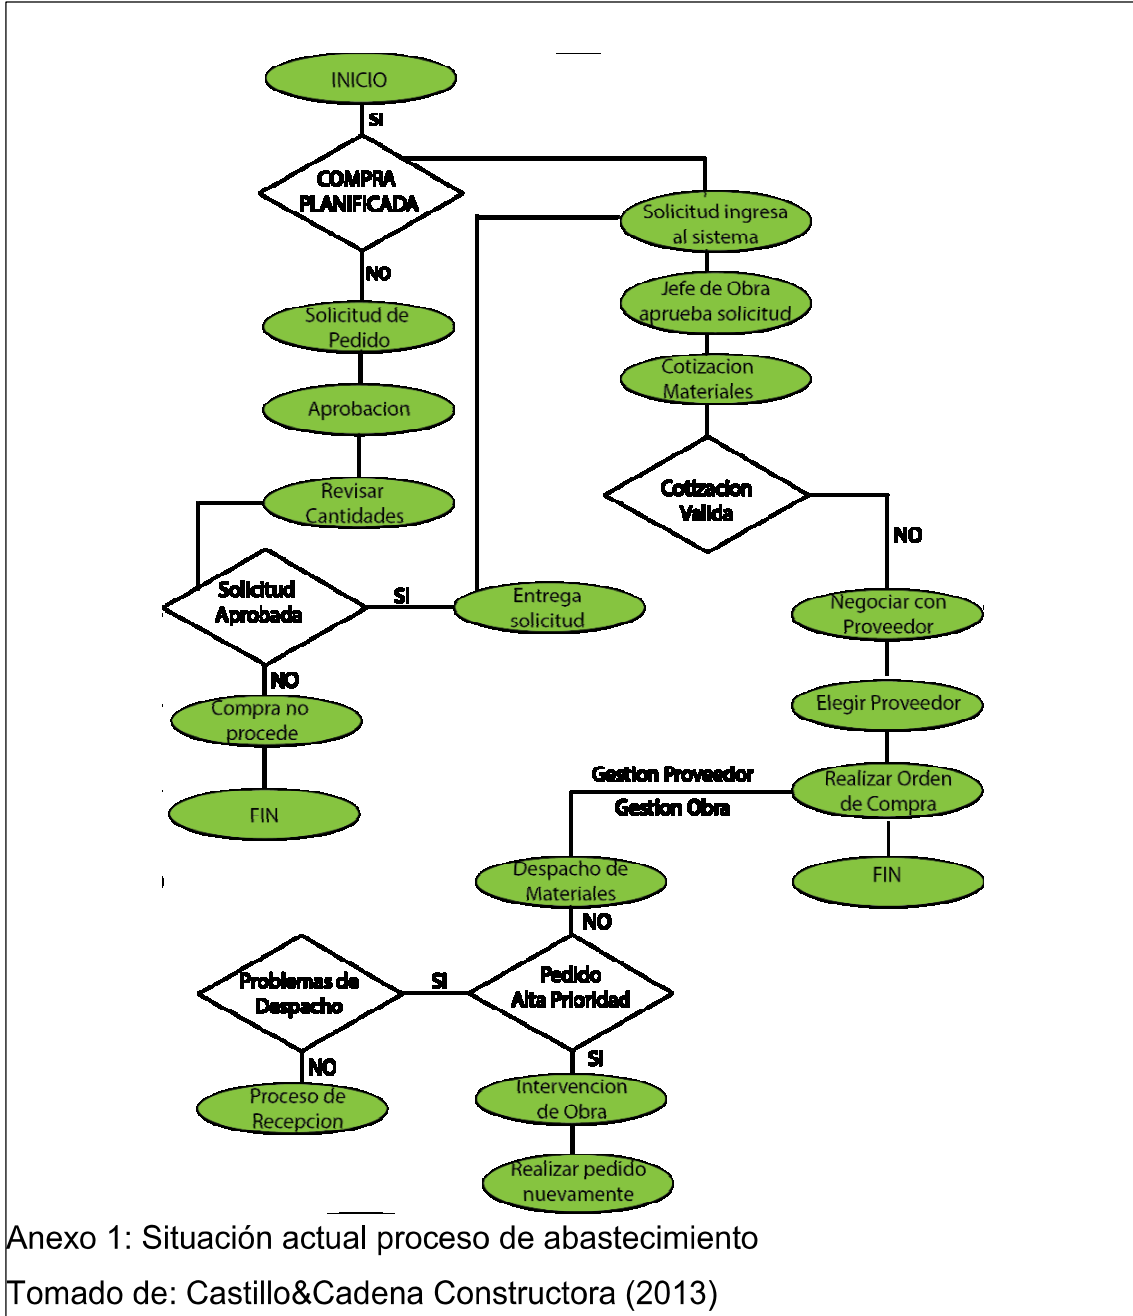 INICIO
SI
COMPRA
PLANIFICADA
NO
Solicitud de
Pedido
Aprobacion
Revisar
Cantidades
Solicitud
Aprobada
SI
Entrega
solicitud
NO
Compra no
procede
FIN
Solicitud ingresa
al sistema
Jefe de Obra
aprueba solicitud
Cotizacion
Materiales
Cotizacion
Valida
NO
Negociar con
Proveedor
Elegir Proveedor
Realizar Orden
de Compra
FIN
Gestion Proveedor
Gestion Obra
Despacho de
Materiales
NO
Pedido
Alta Prioridad
SI
Problemas de
Despacho
NO
Proceso de
Recepcion
SI
Intervencion
de Obra
Realizar pedido
nuevamente
Anexo 1: Situación actual proceso de abastecimiento
Tomado de: Castillo&Cadena Constructora (2013)